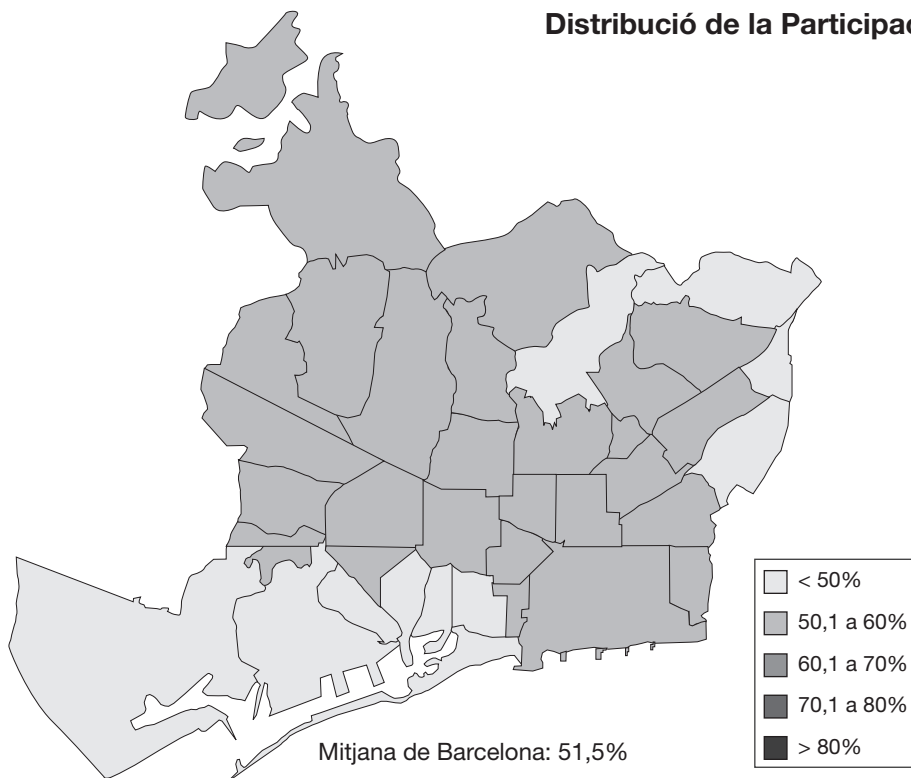 Distribució de la Participac
< 50%
50,1 a 60%
60,1 a 70%
70,1 a 80%
> 80%
Mitjana de Barcelona: 51,5%